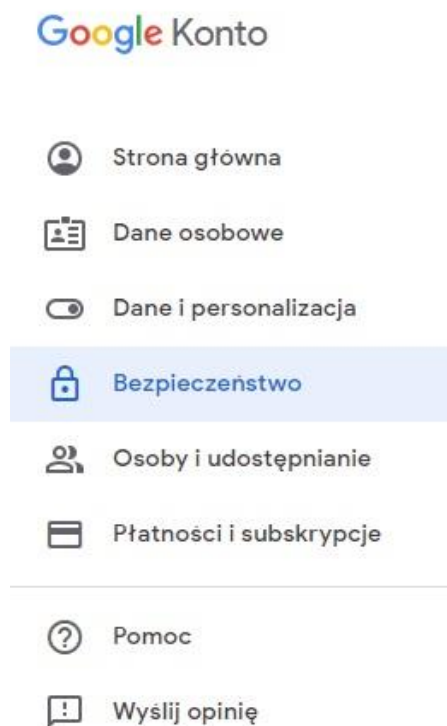 Google Konto
Strona główna
Dane osobowe
Dane i personalizacja
Bezpieczeństwo
Osoby i udostępnianie
Płatności i subskrypcje
Pomoc
Wyślij opinię